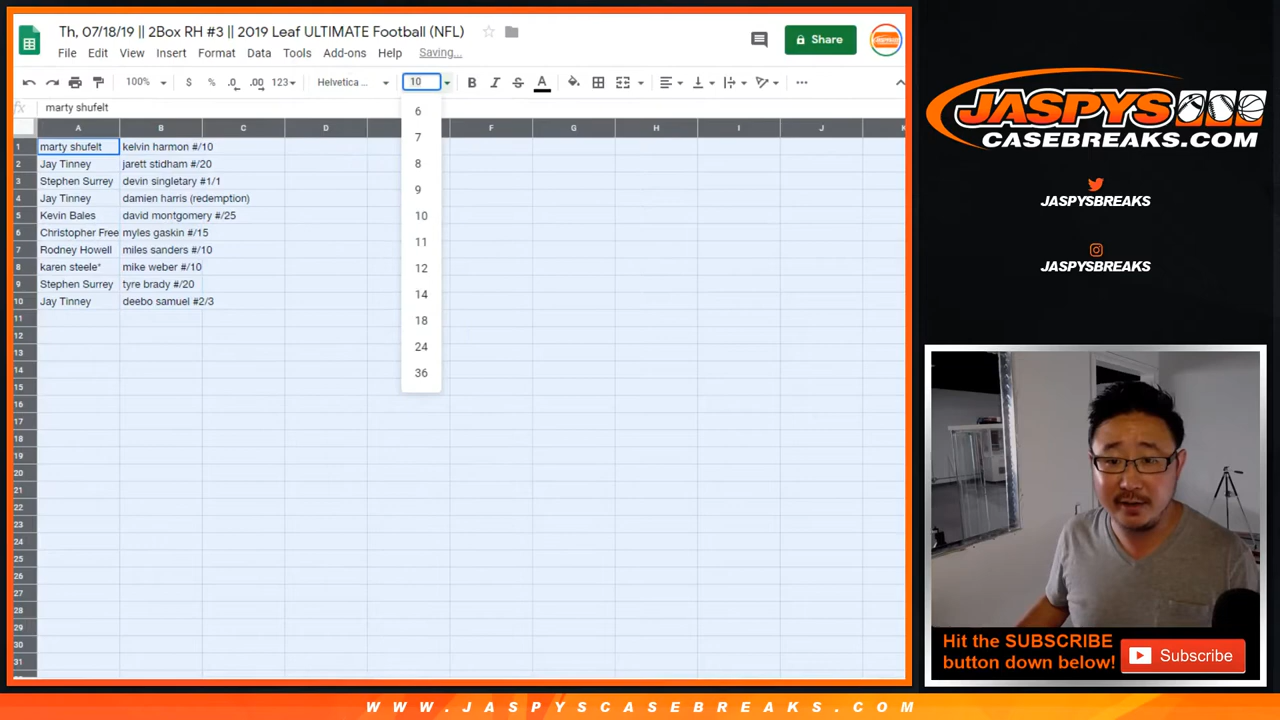 Th, 07/18/19 || 2Box RH #3 || 2019 Leaf ULTIMATE Football (NFL)
File Edit View Insert Format Data Tools Add-ons Help Saving...
Share
100% $ % .0 .00 123 Helvetica ... 10 B I S A
fx marty shufelt
A B C D F G H I J K
1 marty shufelt kelvin harmon #/10
2 Jay Tinney jarett stidham #/20
3 Stephen Surrey devin singletary #1/1
4 Jay Tinney damien harris (redemption)
5 Kevin Bales david montgomery #/25
6 Christopher Free myles gaskin #/15
7 Rodney Howell miles sanders #/10
8 karen steele* mike weber #/10
9 Stephen Surrey tyre brady #/20
10 Jay Tinney deebo samuel #2/3
11
12
13
14
15
16
17
18
19
20
21
22
23
24
25
26
27
28
29
30
31
6
7
8
9
10
11
12
14
18
24
36
JASPYS
CASEBREAKS.COM
JASPYSBREAKS
JASPYSBREAKS
Hit the SUBSCRIBE
button down below!
Subscribe
WWW.JASPYSCASEBREAKS.COM